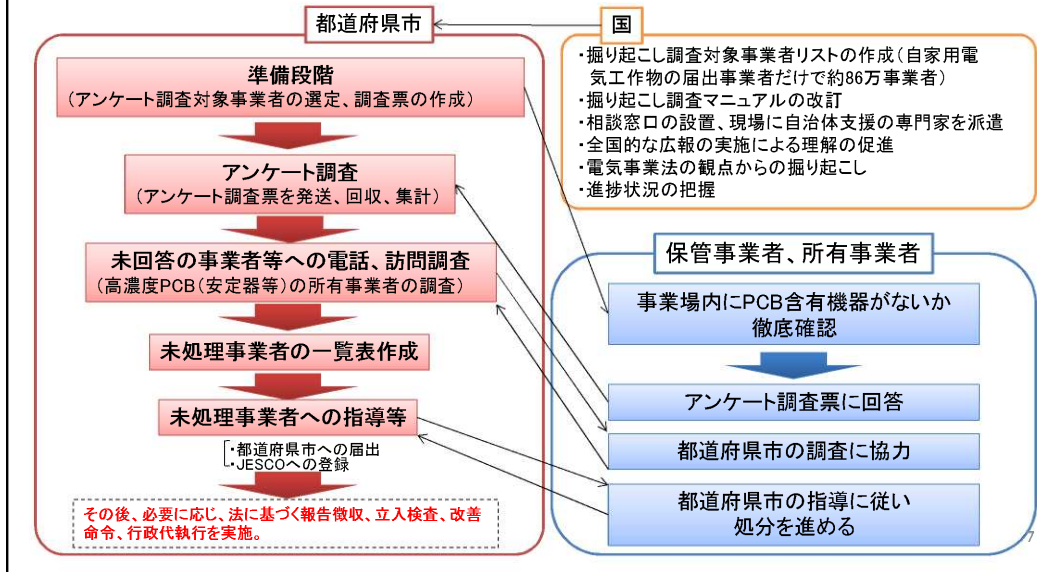 都道府県市
国
準備段階
（アンケート調査対象事業者の選定、調査票の作成）
アンケート調査
（アンケート調査票を発送、回収、集計）
未回答の事業者等への電話、訪問調査
（高濃度PCB（安定器等）の所有事業者の調査）
未処理事業者の一覧表作成
未処理事業者への指導等
・都道府県市への届出
・JESCOへの登録
その後、必要に応じ、法に基づく報告徴収、立入検査、改善
命令、行政代執行を実施。
・掘り起こし調査対象事業者リストの作成（自家用電
気工作物の届出事業者だけで約86万事業者）
・掘り起こし調査マニュアルの改訂
・相談窓口の設置、現場に自治体支援の専門家を派遣
・全国的な広報の実施による理解の促進
・電気事業法の観点からの掘り起こし
・進捗状況の把握
保管事業者、所有事業者
事業場内にPCB含有機器がないか
徹底確認
アンケート調査票に回答
都道府県市の調査に協力
都道府県市の指導に従い
処分を進める
7